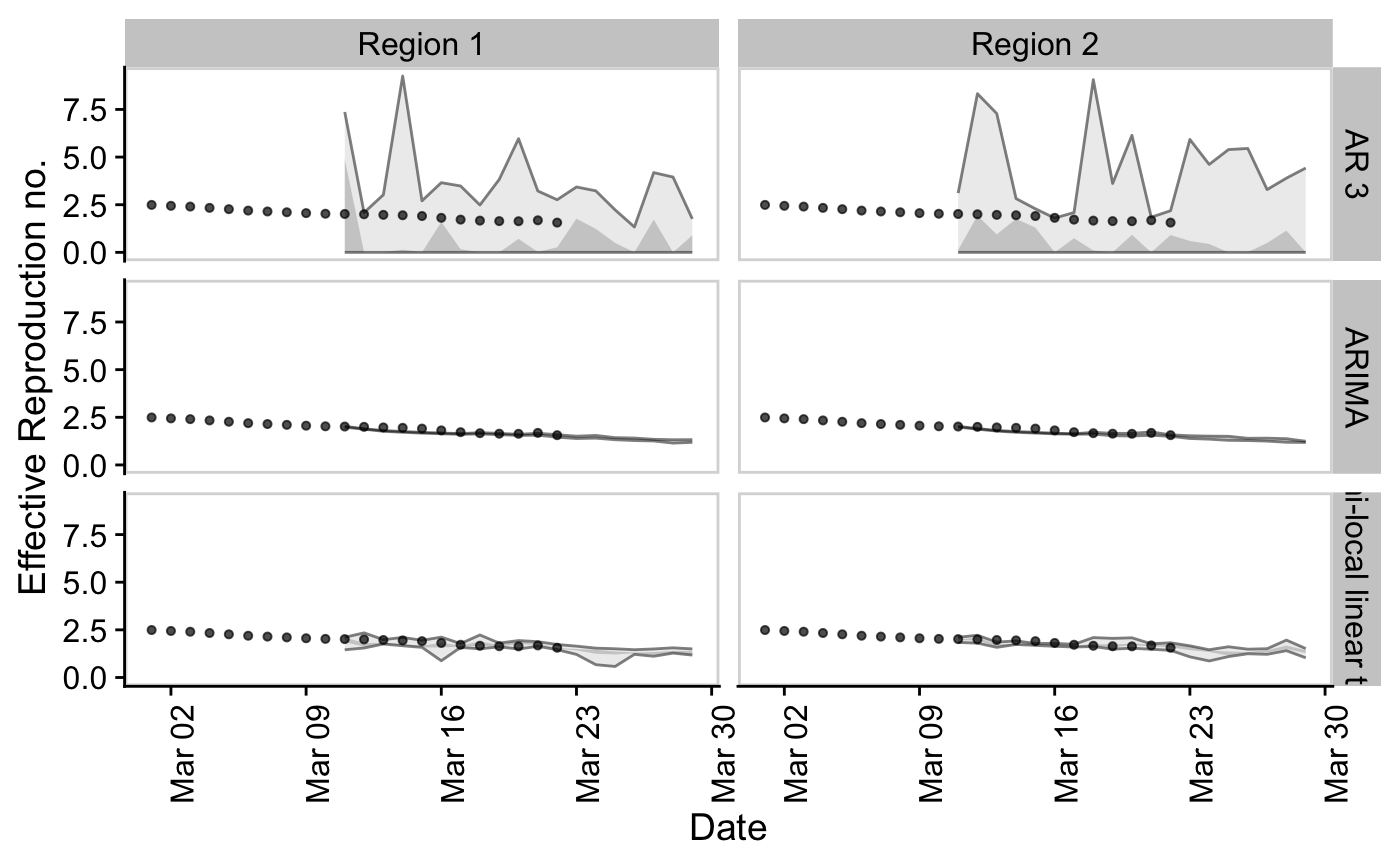 Region 1
Region 2
Effective Reproduction no.
7.5
5.0
2.5
0.0
AR 3
7.5
5.0
2.5
0.0
ARIMA
7.5
5.0
2.5
0.0
i-local linear t
Mar 02
Mar 09
Mar 16
Mar 23
Mar 30
Mar 02
Mar 09
Mar 16
Mar 23
Mar 30
Date